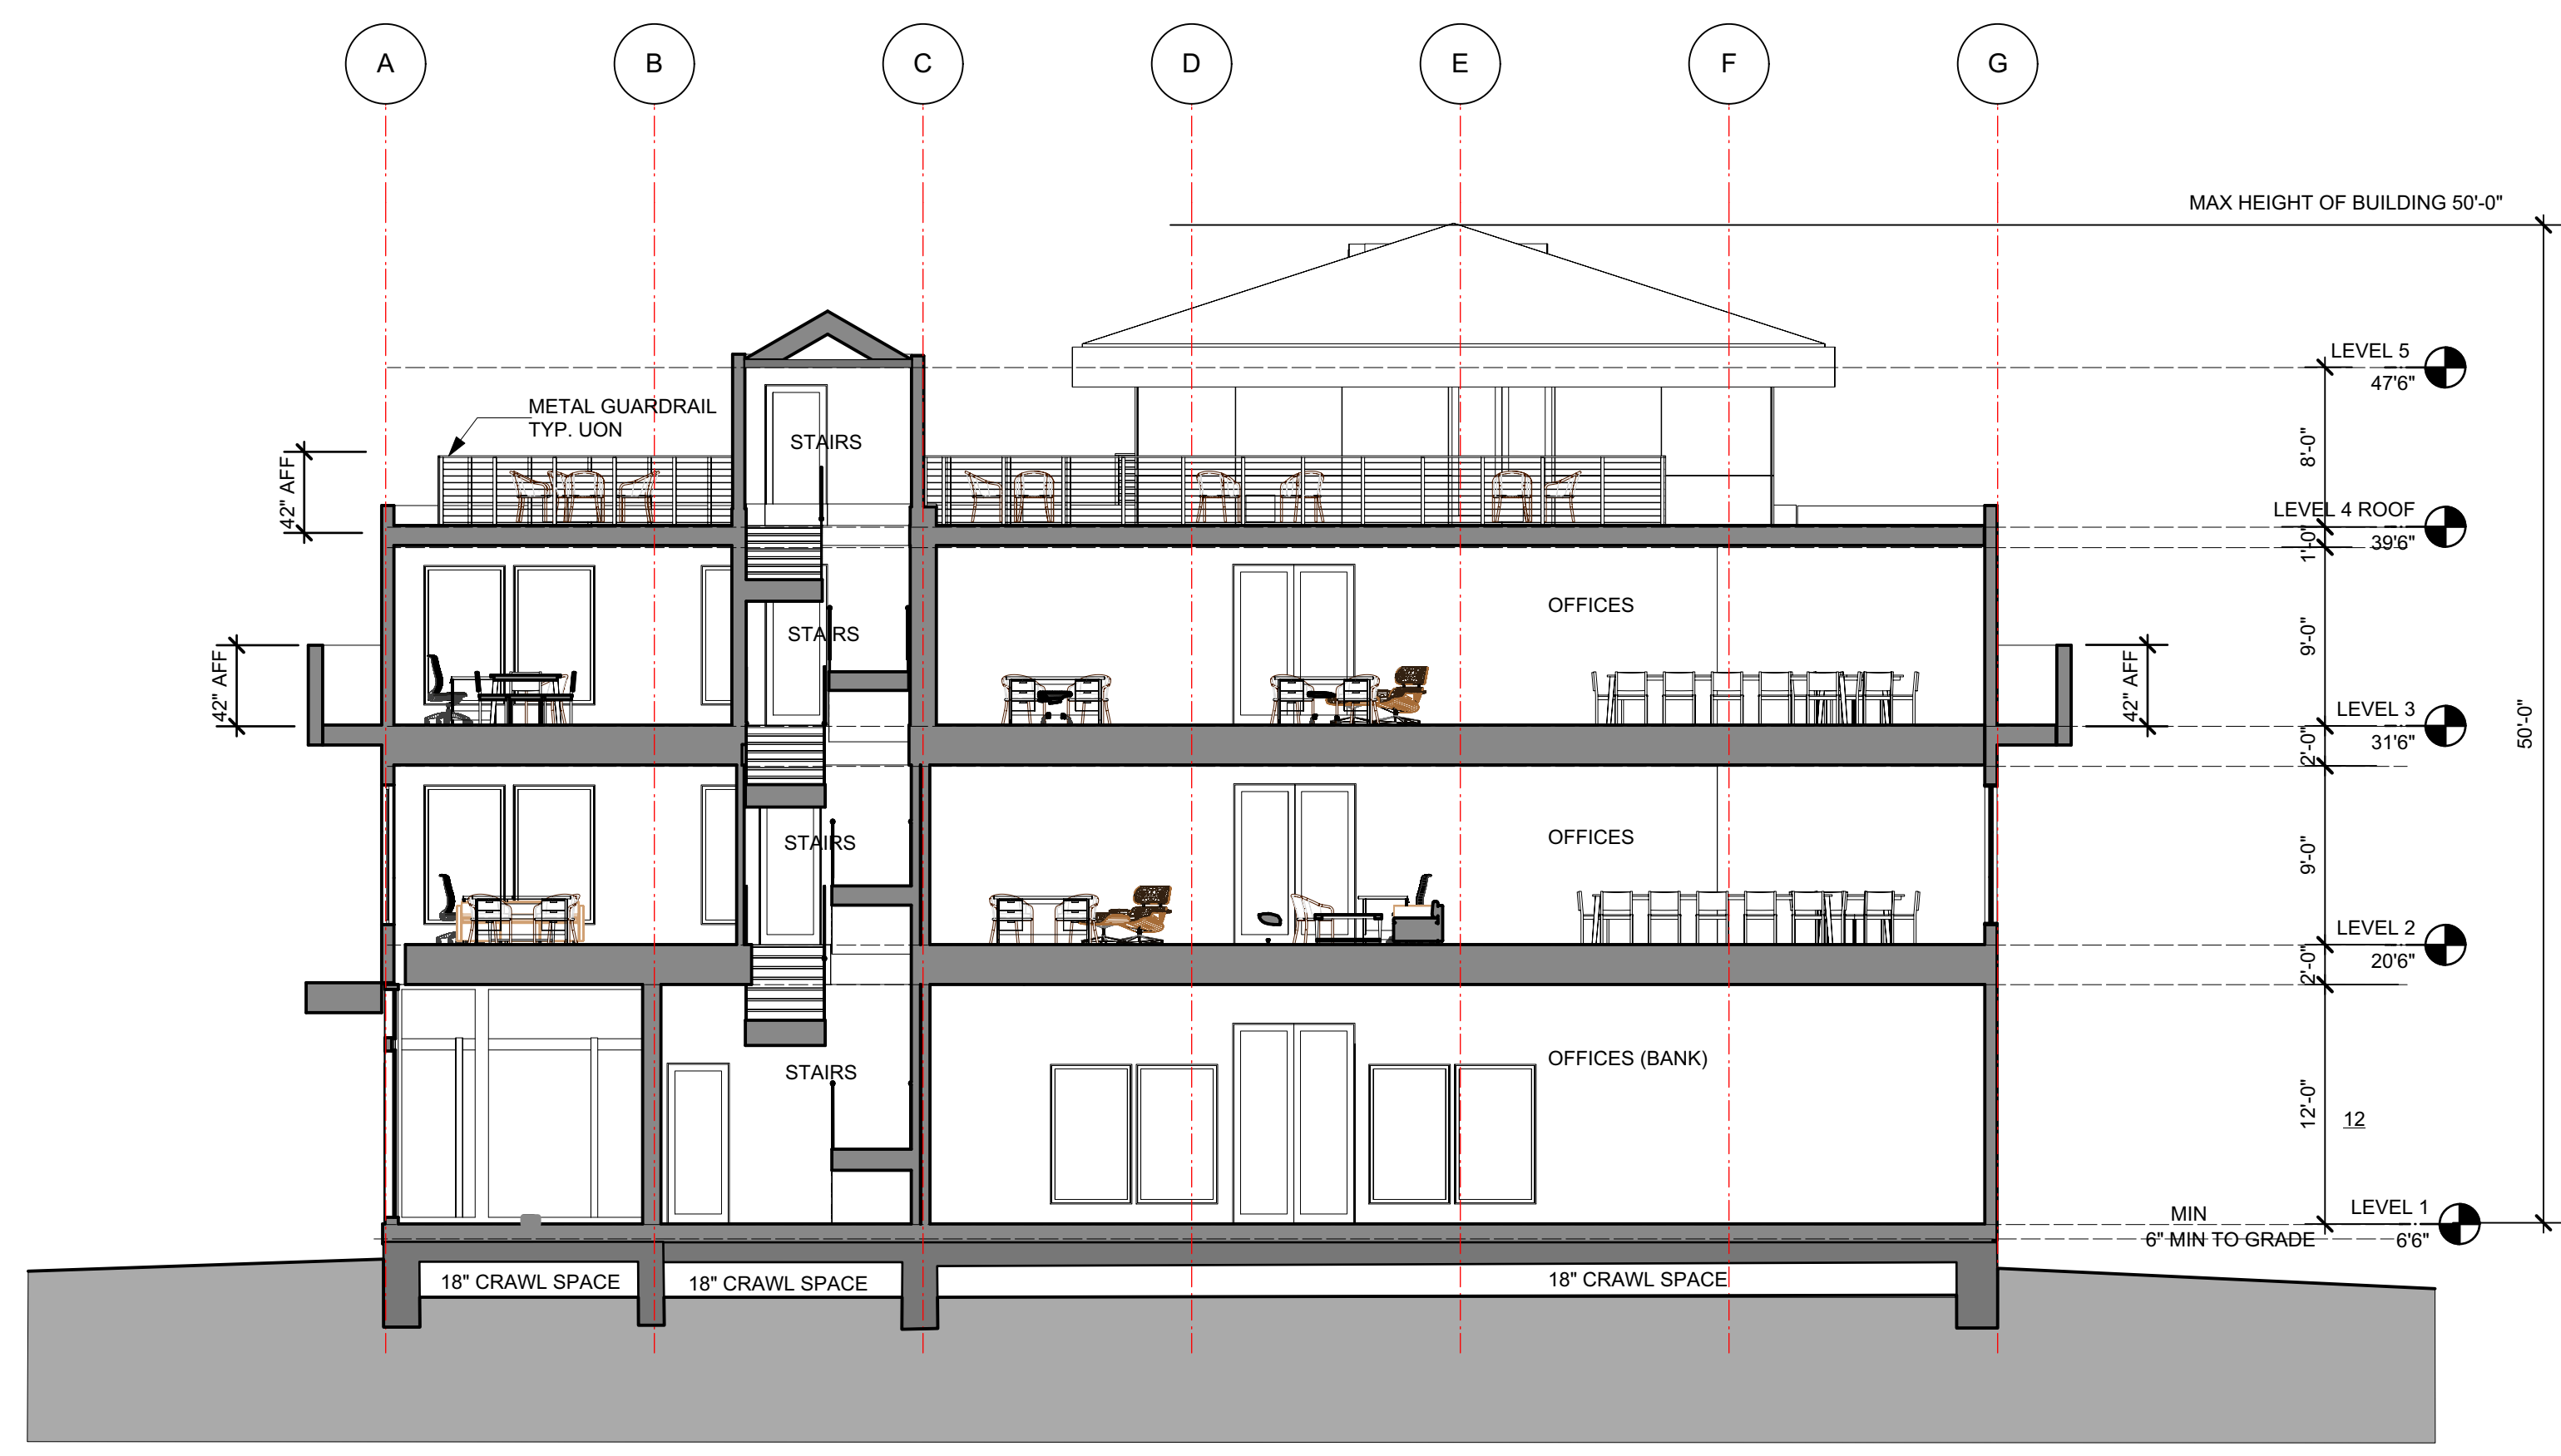 A
B
C
D
E
F
G
MAX HEIGHT OF BUILDING 50'-0"
LEVEL 5
47'6"
METAL GUARDRAIL
TYP. UON
STAIRS
8'-0"
42" AFF
LEVEL 4 ROOF
39'6"
1'-0"
OFFICES
STAIRS
9'-0"
42" AFF
42" AFF
LEVEL 3
31'6"
2'-0"
50'-0"
OFFICES
STAIRS
9'-0"
LEVEL 2
20'6"
2'-0"
OFFICES (BANK)
STAIRS
12'-0"
12
LEVEL 1
MIN
6" MIN TO GRADE
6'6"
18" CRAWL SPACE
18" CRAWL SPACE
18" CRAWL SPACE